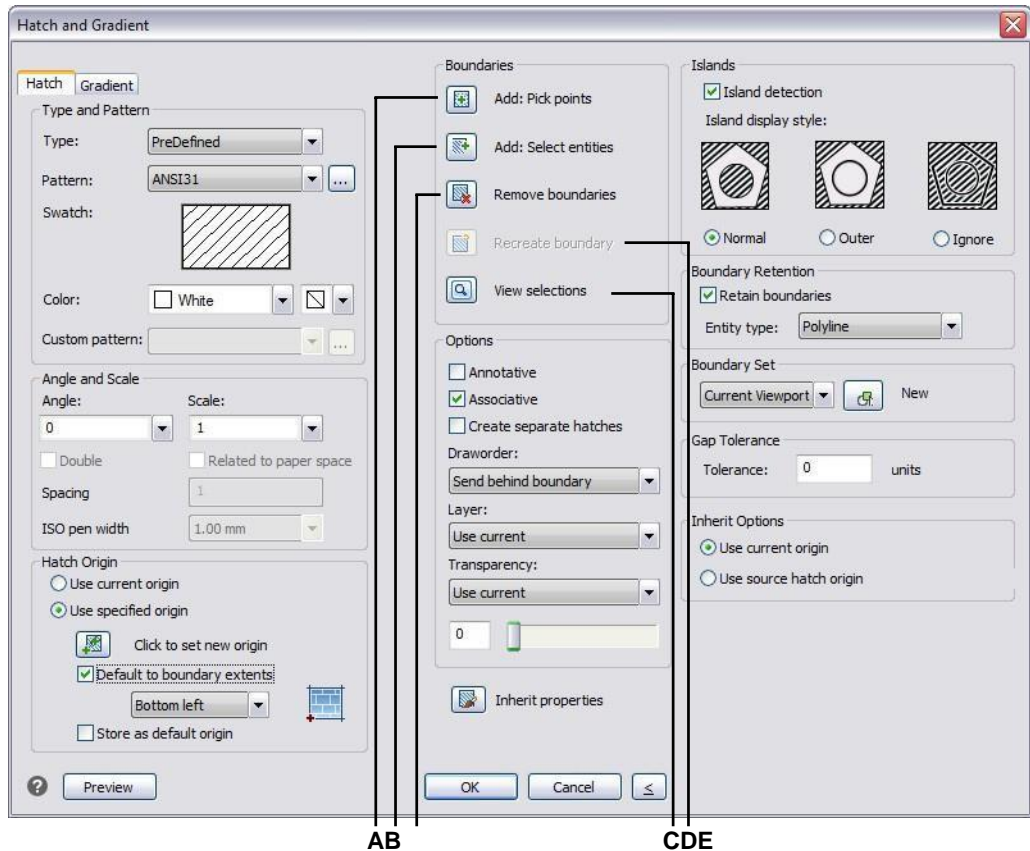 Hatch and Gradient
Hatch Gradient
Type and Pattern
Type: PreDefined
Pattern: ANSI31 ...
Swatch:
Color: White
Custom pattern: ...
Angle and Scale
Angle: Scale:
0 1
Double Related to paper space
Spacing 1
ISO pen width 1.00 mm
Hatch Origin
Use current origin
Use specified origin
Click to set new origin
Default to boundary extents
Bottom left
Store as default origin
? Preview
Boundaries
Add: Pick points
Add: Select entities
Remove boundaries
Recreate boundary
View selections
Options
Annotative
Associative
Create separate hatches
Draworder:
Send behind boundary
Layer:
Use current
Transparency:
Use current
0
Inherit properties
OK Cancel <
Islands
Island detection
Island display style:
Normal Outer Ignore
Boundary Retention
Retain boundaries
Entity type: Polyline
Boundary Set
Current Viewport New
Gap Tolerance
Tolerance: 0 units
Inherit Options
Use current origin
Use source hatch origin
AB CDE